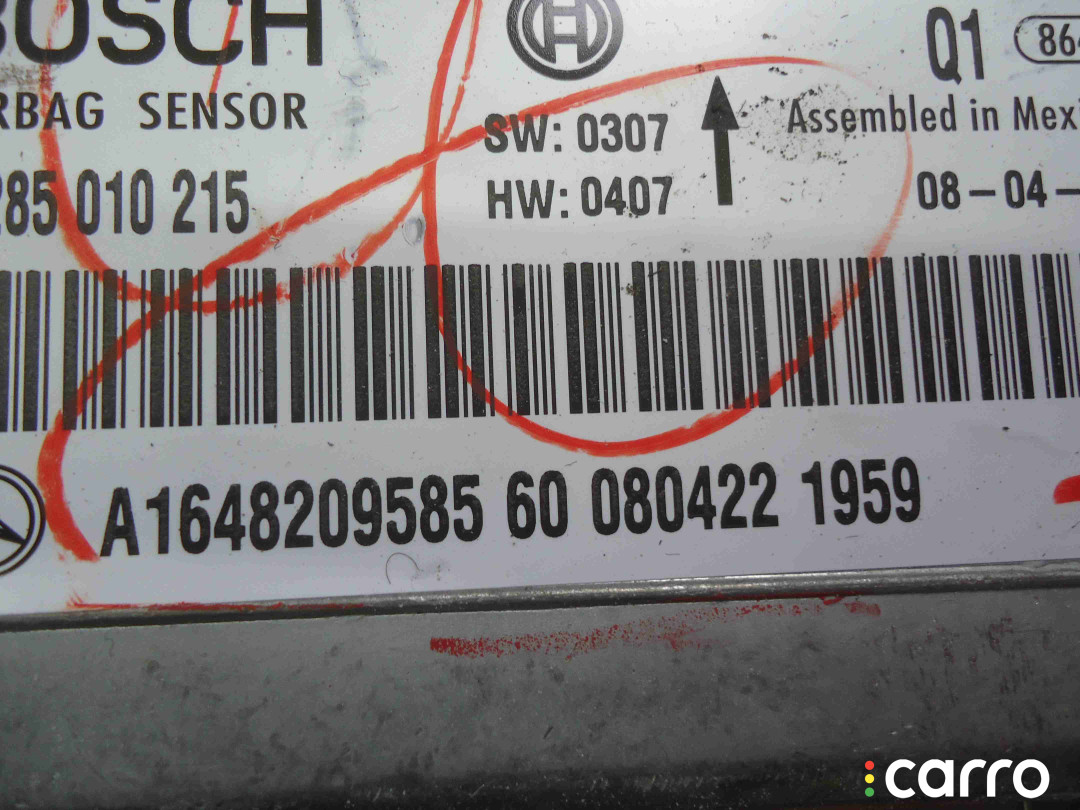 BOSCH
Q1 864
RBAG SENSOR
SW: 0307
Assembled in Mex
285 010 215
HW: 0407
08-04-
A1648209585 60 080422 1959
carro